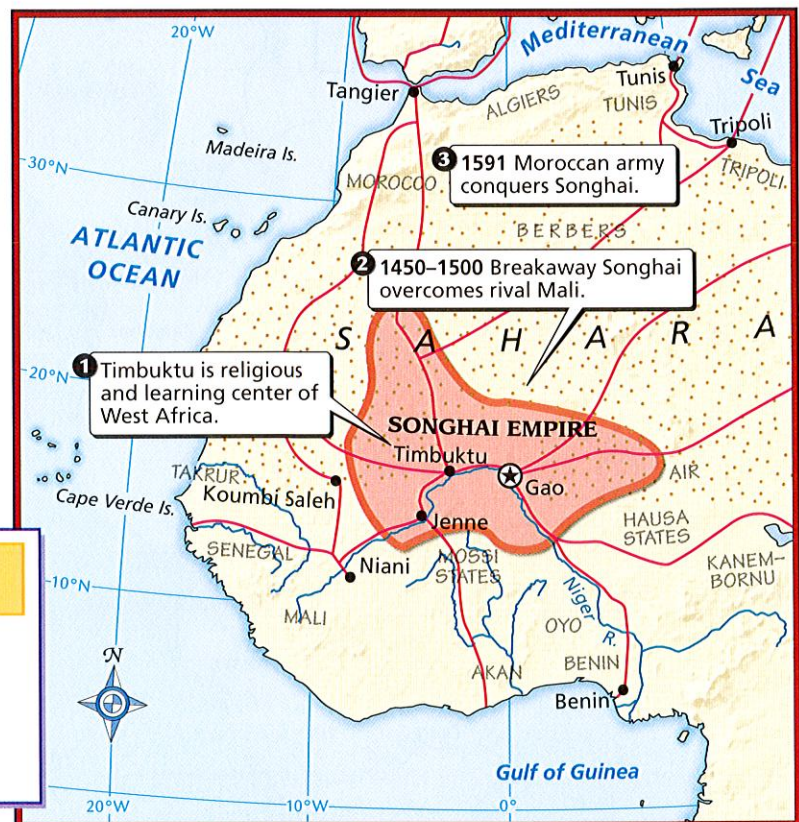 20°W
0°
Mediterranean
Sea
Tangier
ALGIERS
Tunis
TUNIS
Tripoli
TRIPOLI
Madeira Is.
30°N
MOROCCO
3 1591 Moroccan army
conquers Songhai.
Canary Is.
BERBERS
ATLANTIC
OCEAN
2 1450–1500 Breakaway Songhai
overcomes rival Mali.
SAHARA
20°N
1 Timbuktu is religious
and learning center of
West Africa.
SONGHAI EMPIRE
Timbuktu
TAKRUR
Koumbi Saleh
Gao
AIR
Cape Verde Is.
Jenne
HAUSA
STATES
SENEGAL
Niani
MOSSI
STATES
KANEM–
BORNU
10°N
MALI
Niger R.
OYO
N
AKAN
BENIN
Benin
Gulf of Guinea
20°W
10°W
0°